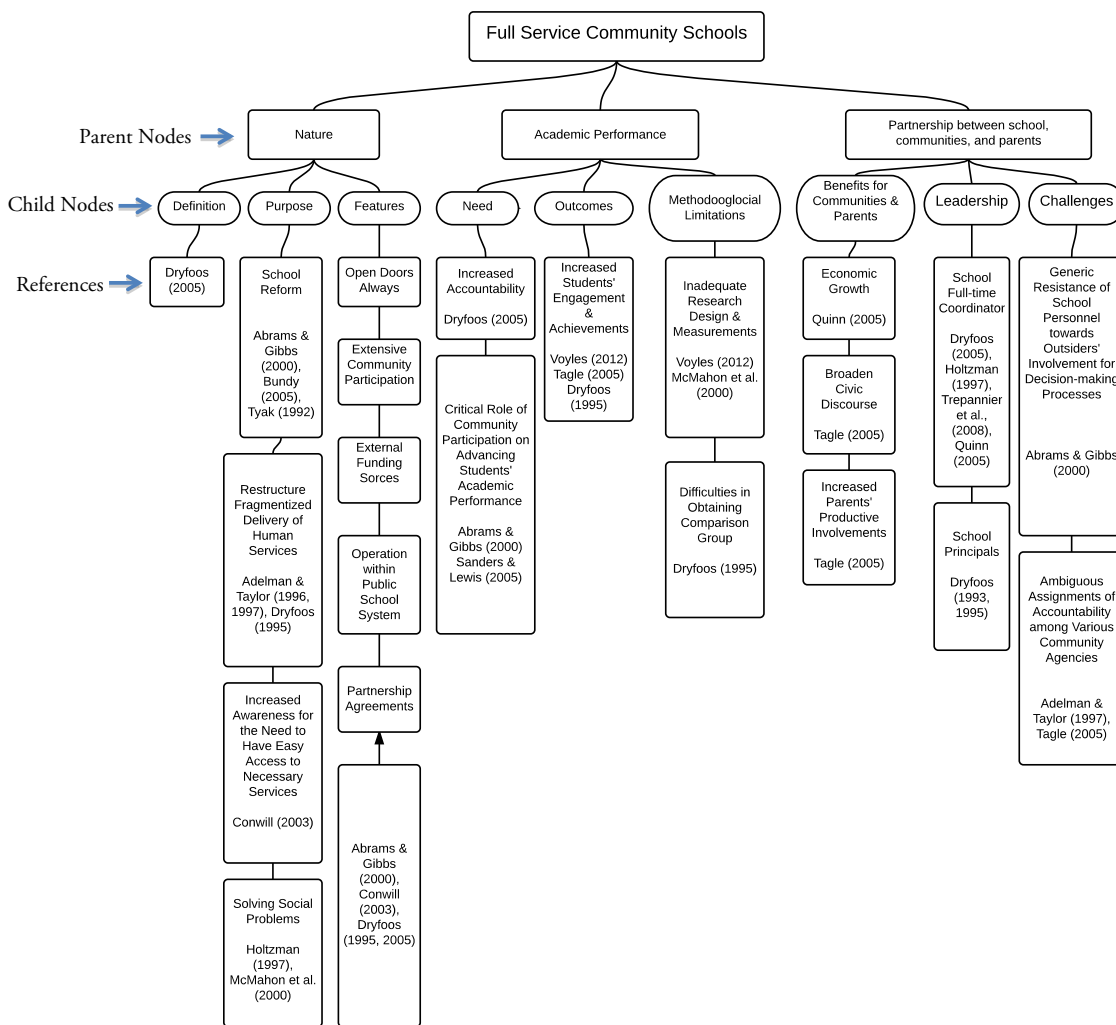 Full Service Community Schools
Parent Nodes
Nature
Academic Performance
Partnership between school,
communities, and parents
Child Nodes
Definition
Purpose
Features
Need
Outcomes
Methodooglocial
Limitations
Benefits for
Communities &
Parents
Leadership
Challenges
References
Dryfoos
(2005)
School
Reform
Abrams &
Gibbs
(2000),
Bundy
(2005),
Tyak (1992)
Restructure
Fragmentized
Delivery of
Human
Services
Adelman &
Taylor (1996,
1997), Dryfoos
(1995)
Increased
Awareness for
the Need to
Have Easy
Access to
Necessary
Services
Conwill (2003)
Solving Social
Problems
Holtzman
(1997),
McMahon et al.
(2000)
Open Doors
Always
Extensive
Community
Participation
External
Funding
Sorces
Operation
within
Public
School
System
Partnership
Agreements
Abrams &
Gibbs
(2000),
Conwill
(2003),
Dryfoos
(1995, 2005)
Increased
Accountability
Dryfoos (2005)
Critical Role of
Community
Participation on
Advancing
Students'
Academic
Performance
Abrams &
Gibbs (2000)
Sanders &
Lewis (2005)
Increased
Students'
Engagement
&
Achievements
Voyles (2012)
Tagle (2005)
Dryfoos
(1995)
Inadequate
Research
Design &
Measurements
Voyles (2012)
McMahon et al.
(2000)
Difficulties in
Obtaining
Comparison
Group
Dryfoos (1995)
Economic
Growth
Quinn (2005)
Broaden
Civic
Discourse
Tagle (2005)
Increased
Parents'
Productive
Involvements
Tagle (2005)
School
Full-time
Coordinator
Dryfoos
(2005),
Holtzman
(1997),
Trepannier
et al.,
(2008),
Quinn
(2005)
School
Principals
Dryfoos
(1993,
1995)
Generic
Resistance of
School
Personnel
towards
Outsiders'
Involvement for
Decision-making
Processes
Abrams & Gibbs
(2000)
Ambiguous
Assignments of
Accountability
among Various
Community
Agencies
Adelman &
Taylor (1997),
Tagle (2005)